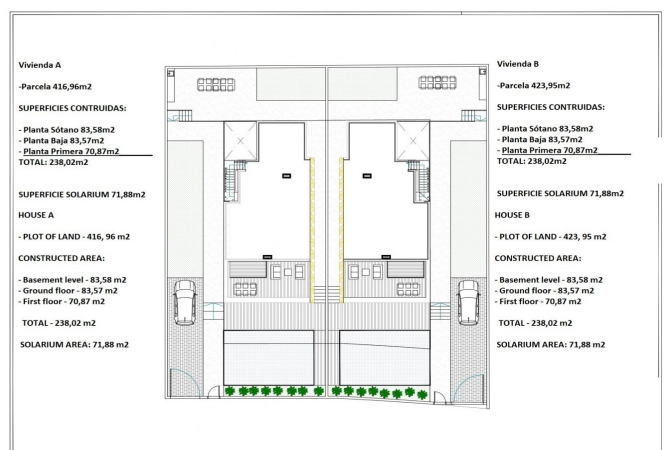 Vivienda A
-Parcela 416,96m2
SUPERFICIES CONTRUIDAS:
- Planta Sótano 83,58m2
- Planta Baja 83,57m2
- Planta Primera 70,87m2
TOTAL: 238,02m2
SUPERFICIE SOLARIUM 71,88m2
HOUSE A
- PLOT OF LAND - 416, 96 m2
CONSTRUCTED AREA:
- Basement level - 83,58 m2
- Ground floor - 83,57 m2
- First floor - 70,87 m2
TOTAL - 238,02 m2
SOLARIUM AREA: 71,88 m2
Vivienda B
-Parcela 423,95m2
SUPERFICIES CONTRUIDAS:
- Planta Sótano 83,58m2
- Planta Baja 83,57m2
- Planta Primera 70,87m2
TOTAL: 238,02m2
SUPERFICIE SOLARIUM 71,88m2
HOUSE B
- PLOT OF LAND - 423, 95 m2
CONSTRUCTED AREA:
- Basement level - 83,58 m2
- Ground floor - 83,57 m2
- First floor - 70,87 m2
TOTAL - 238,02 m2
SOLARIUM AREA: 71,88 m2